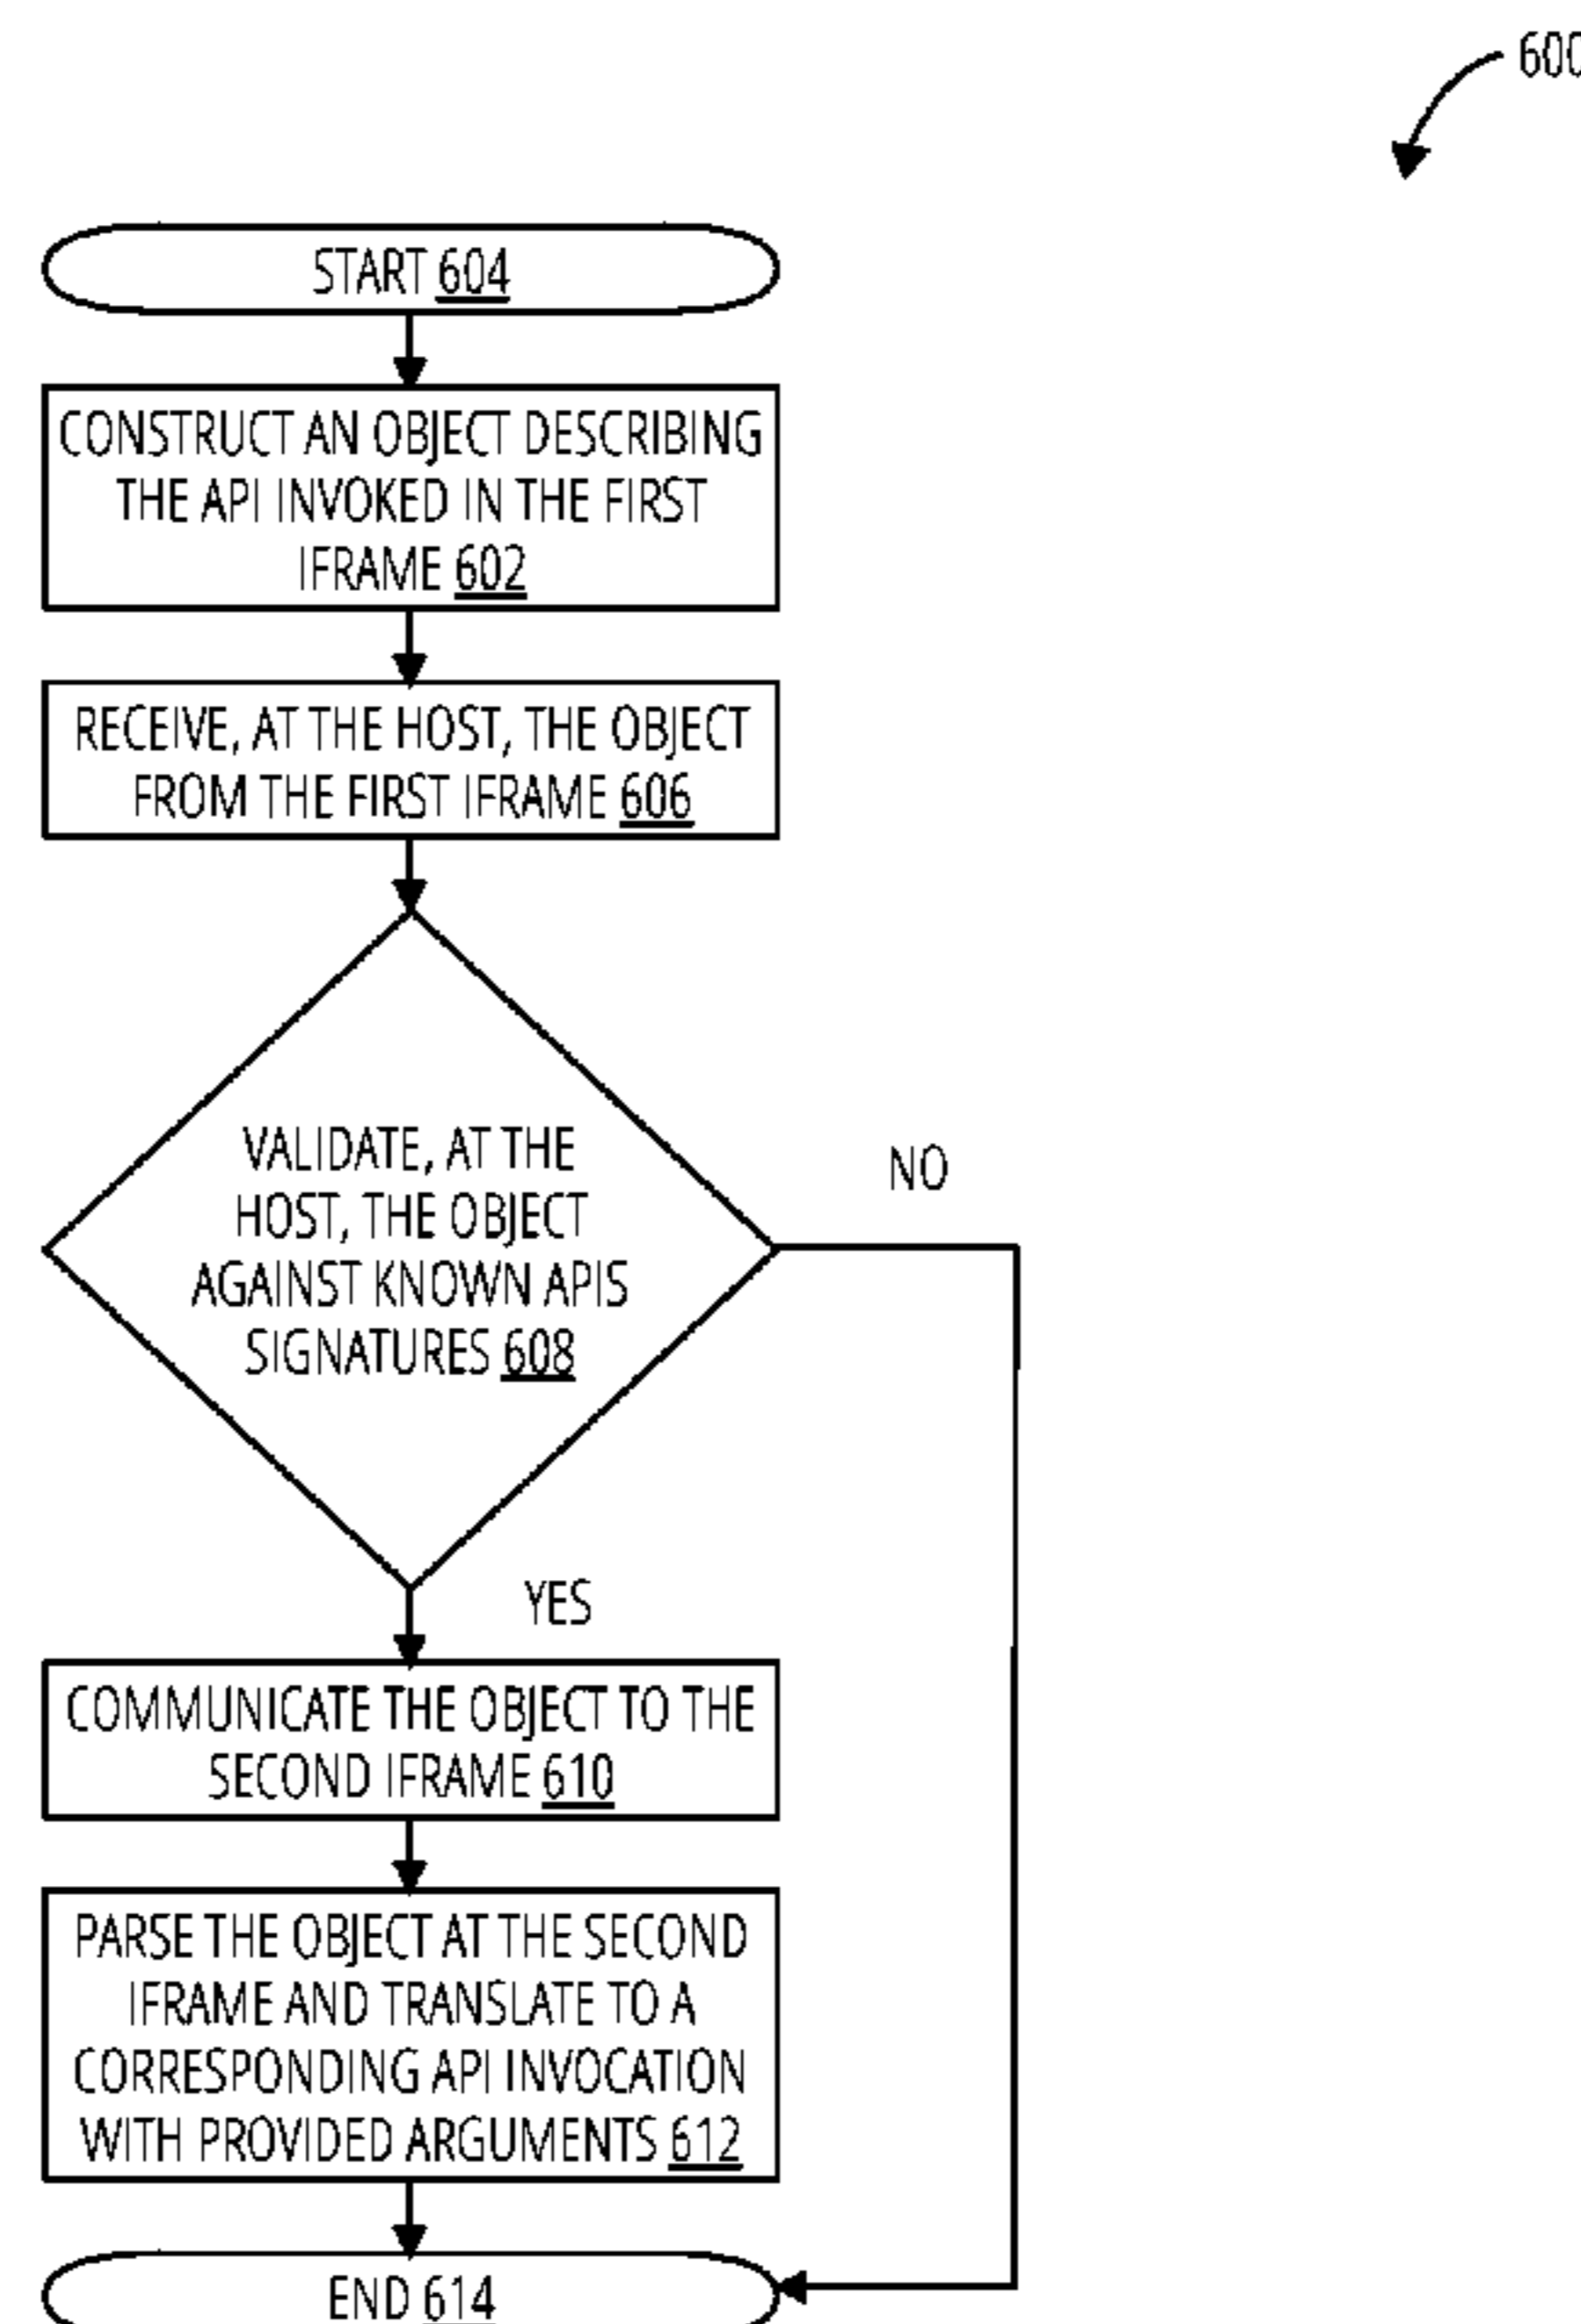 600
START 604
CONSTRUCT AN OBJECT DESCRIBING
THE API INVOKED IN THE FIRST
IFRAME 602
RECEIVE, AT THE HOST, THE OBJECT
FROM THE FIRST IFRAME 606
VALIDATE, AT THE
HOST, THE OBJECT
AGAINST KNOWN APIS
SIGNATURES 608
NO
YES
COMMUNICATE THE OBJECT TO THE
SECOND IFRAME 610
PARSE THE OBJECT AT THE SECOND
IFRAME AND TRANSLATE TO A
CORRESPONDING API INVOCATION
WITH PROVIDED ARGUMENTS 612
END 614